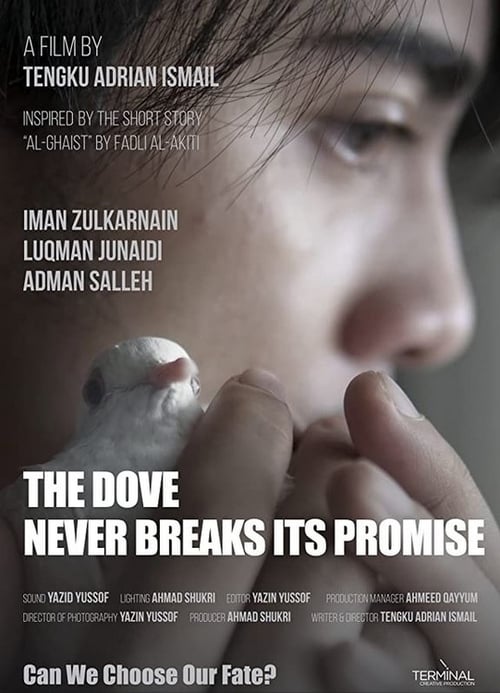 A FILM BY
TENGKU ADRIAN ISMAIL
INSPIRED BY THE SHORT STORY
"AL-GHAIST" BY FADLI AL-AKITI
IMAN ZULKARNAIN
LUQMAN JUNAIDI
ADMAN SALLEH
THE DOVE
NEVER BREAKS ITS PROMISE
SOUND YAZID YUSSOF LIGHTING AHMAD SHUKRI EDITOR YAZIN YUSSOF PRODUCTION MANAGER AHMEED QAYYUM
DIRECTOR OF PHOTOGRAPHY YAZIN YUSSOF PRODUCER AHMAD SHUKRI WRITER & DIRECTOR TENGKU ADRIAN ISMAIL
Can We Choose Our Fate?
TERMINAL
CREATIVE PRODUCTION